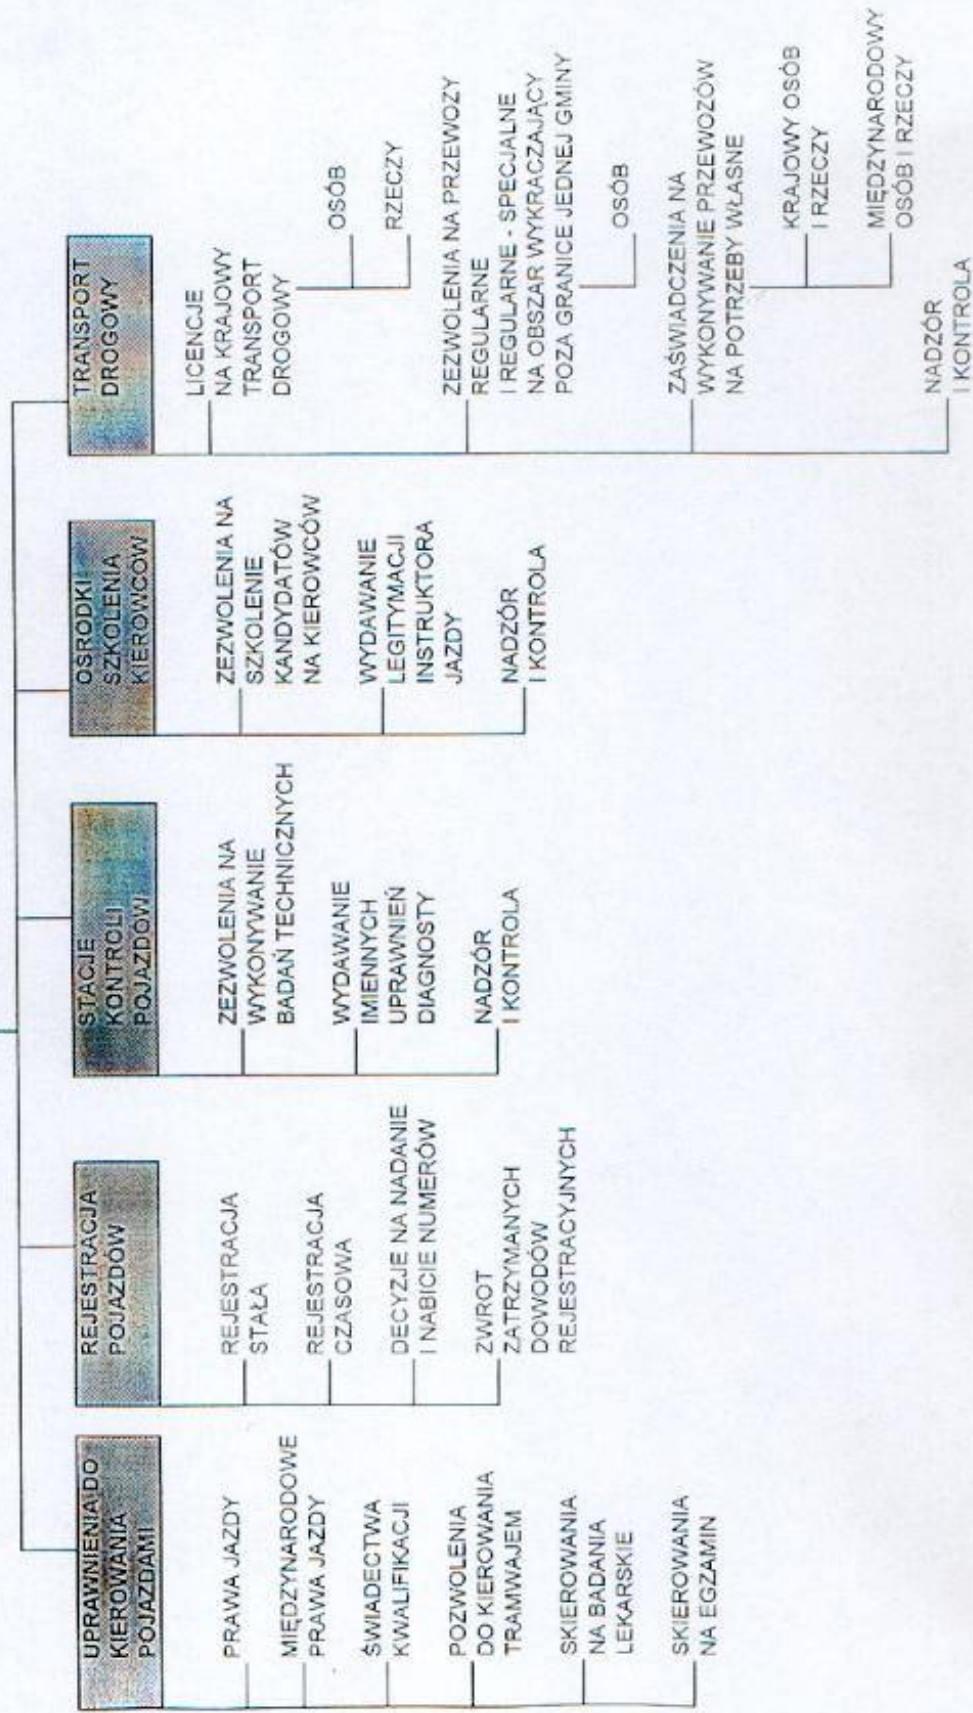 UPRAWNIENIA DO
KIEROWANIA
POJAZDAMI
PRAWA JAZDY
MIĘDZYNARODOWE
PRAWA JAZDY
ŚWIADECTWA
KWALIFIKACJI
POZWOLENIA
DO KIEROWANIA
TRAMWAJEM
SKIEROWANIA
NA BADANIA
LEKARSKIE
SKIEROWANIA
NA EGZAMIN
REJESTRACJA
POJAZDÓW
REJESTRACJA
STAŁA
REJESTRACJA
CZASOWA
DECYZJE NA NADANIE
I NABICIE NUMERÓW
ZWROT
ZATRZYMANYCH
DOWODÓW
REJESTRACYJNYCH
STACJE
KONTROLI
POJAZDÓW
ZEZWOLENIA NA
WYKONYWANIE
BADAŃ TECHNICZNYCH
WYDAWANIE
IMIENNYCH
UPRAWNIEŃ
DIAGNOSTY
NADZÓR
I KONTROLA
OŚRODKI
SZKOLENIA
KIEROWCÓW
ZEZWOLENIA NA
SZKOLENIE
KANDYDATÓW
NA KIEROWCÓW
WYDAWANIE
LEGITYMACJI
INSTRUKTORA
JAZDY
NADZÓR
I KONTROLA
TRANSPORT
DROGOWY
LICENCJE
NA KRAJOWY
TRANSPORT
DROGOWY
OSÓB
RZECZY
ZEZWOLENIA NA PRZEWOZY
REGULARNE
I REGULARNE - SPECJALNE
NA OBSZAR WYKRACZAJĄCY
POZA GRANICE JEDNEJ GMINY
OSÓB
ZAŚWIADCZENIA NA
WYKONYWANIE PRZEWOZÓW
NA POTRZEBY WŁASNE
KRAJOWY OSÓB
I RZECZY
MIĘDZYNARODOWY
OSÓB I RZECZY
NADZÓR
I KONTROLA